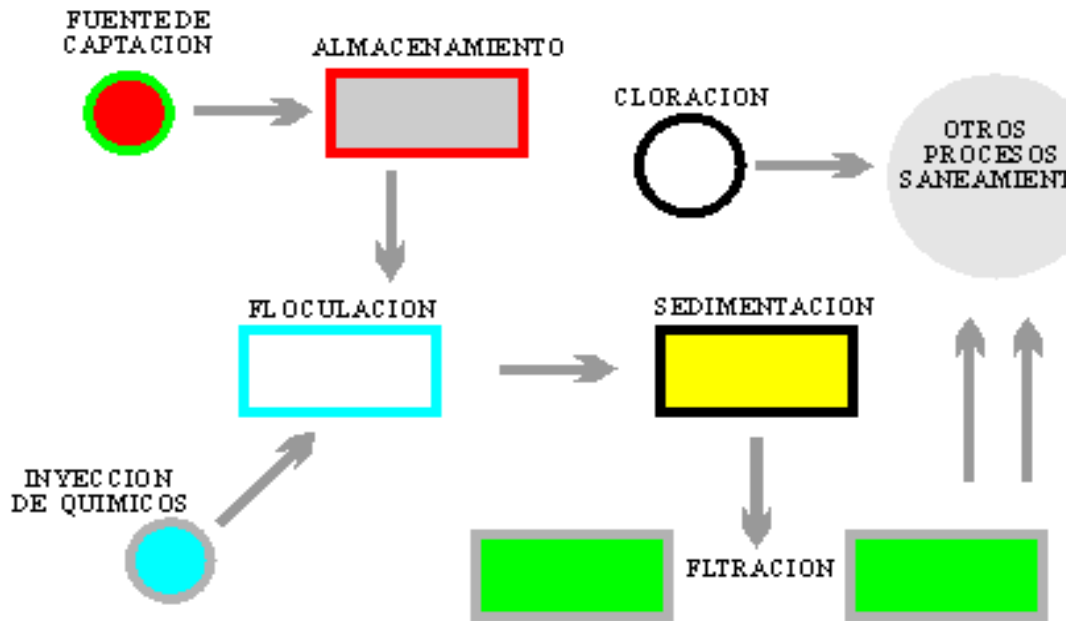 FUENTE DE
CAPTACION
ALMACENAMIENTO
CLORACION
OTROS
PROCESOS
SANEAMIENT
FLOCULACION
SEDIMENTACION
INYECCION
DE QUIMICOS
FLTRACION